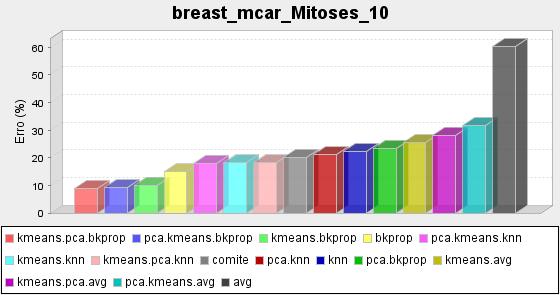 breast_mcar_Mitoses_10
60
50
40
30
20
10
0
Erro (%)
kmeans.pca.bkprop pca.kmeans.bkprop kmeans.bkprop bkprop pca.kmeans.knn
kmeans.knn kmeans.pca.knn comite pca.knn knn pca.bkprop kmeans.avg
kmeans.pca.avg pca.kmeans.avg avg